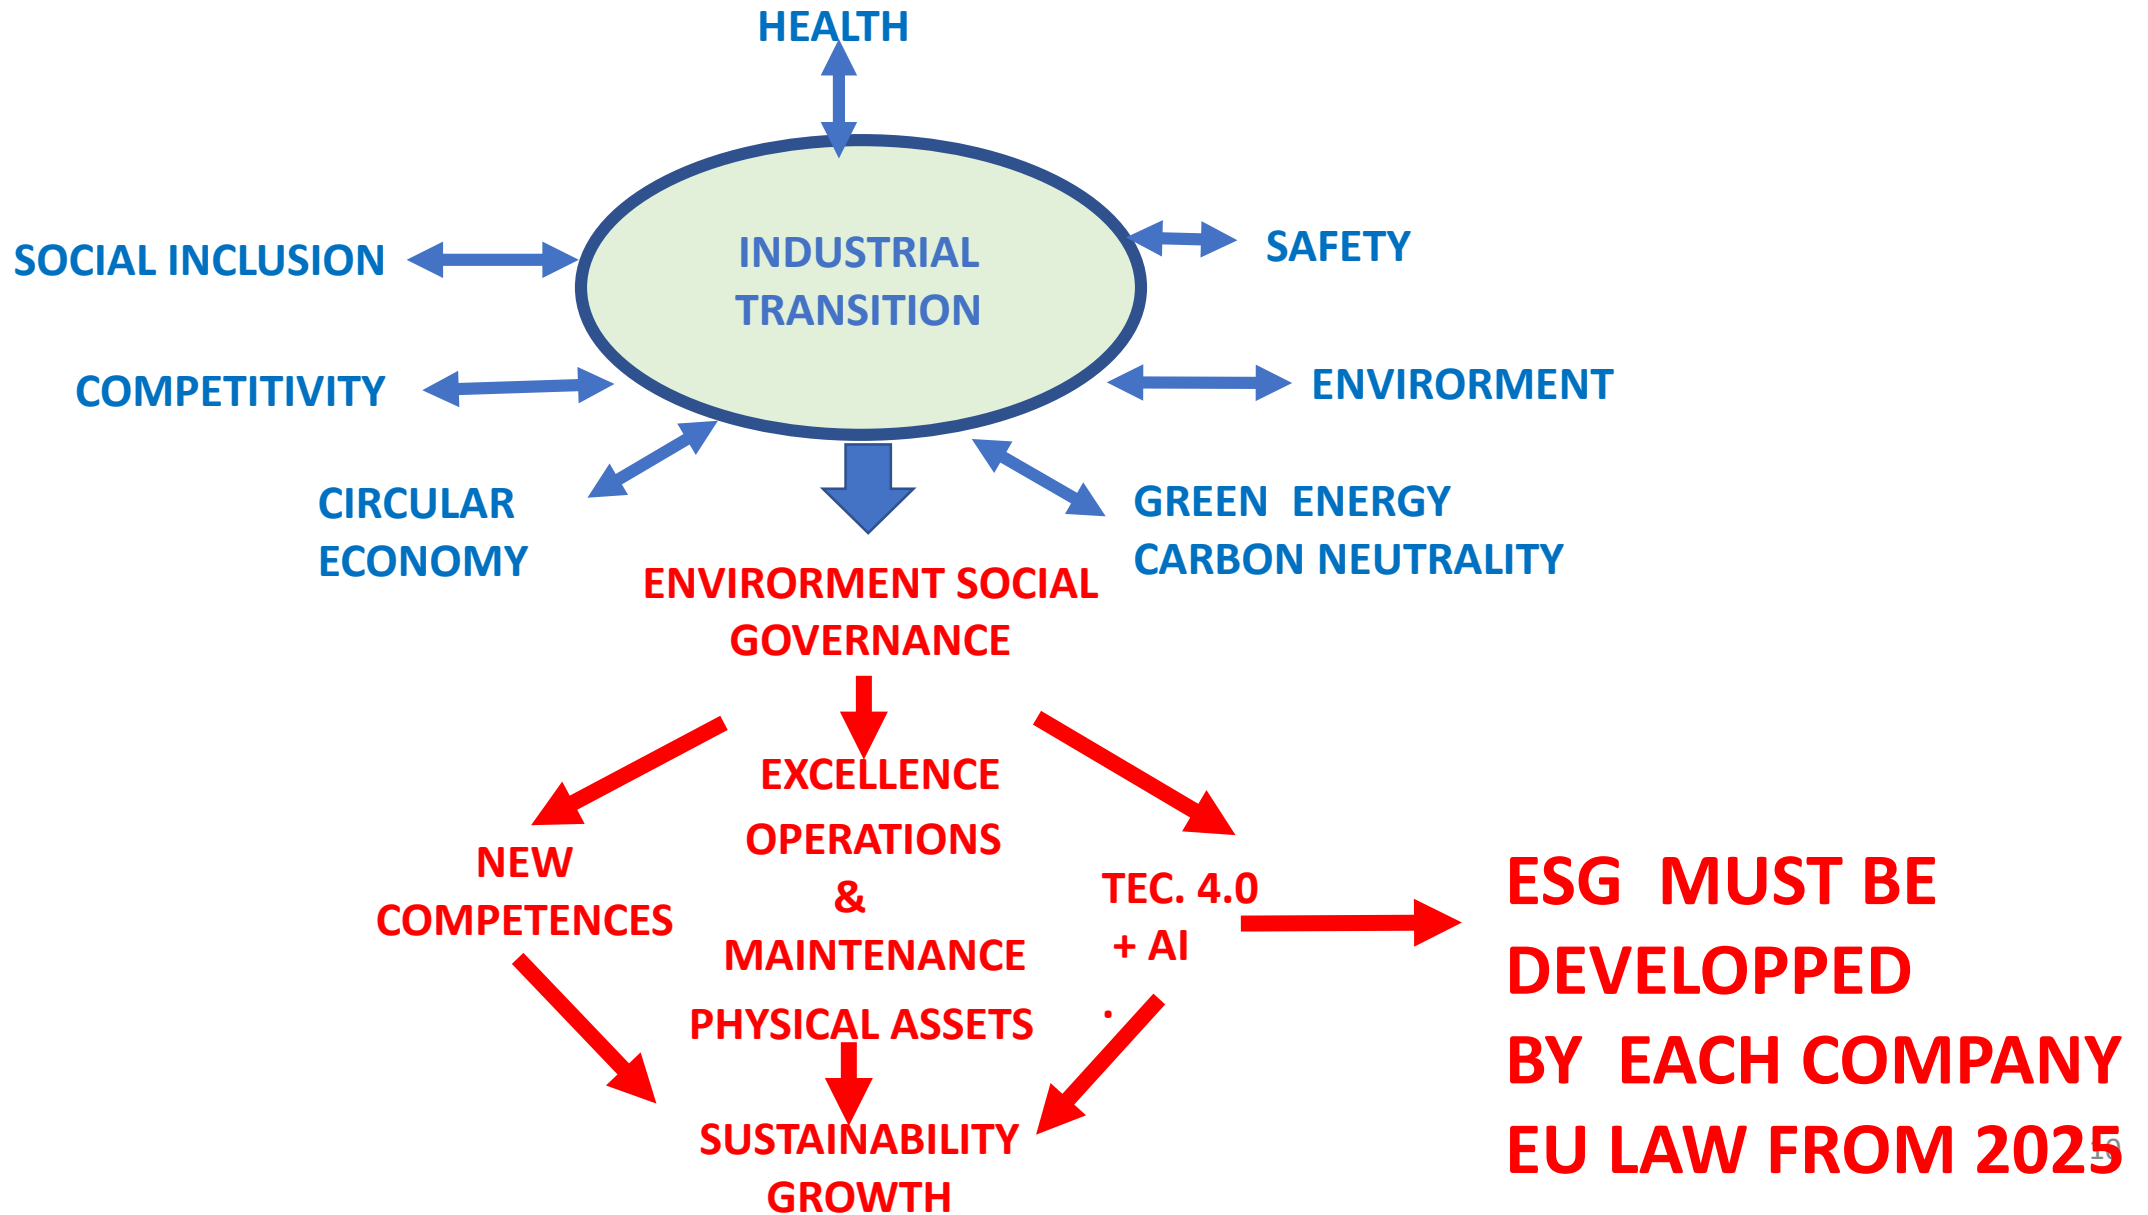 HEALTH
INDUSTRIAL
TRANSITION
SOCIAL INCLUSION
SAFETY
COMPETITIVITY
ENVIRORMENT
CIRCULAR
ECONOMY
GREEN  ENERGY
CARBON NEUTRALITY
ENVIRORMENT SOCIAL
GOVERNANCE
EXCELLENCE
OPERATIONS
&
MAINTENANCE
PHYSICAL ASSETS
NEW
COMPETENCES
TEC. 4.0
+ AI
.
SUSTAINABILITY
GROWTH
ESG  MUST BE
DEVELOPPED
BY  EACH COMPANY
EU LAW FROM 2025
10